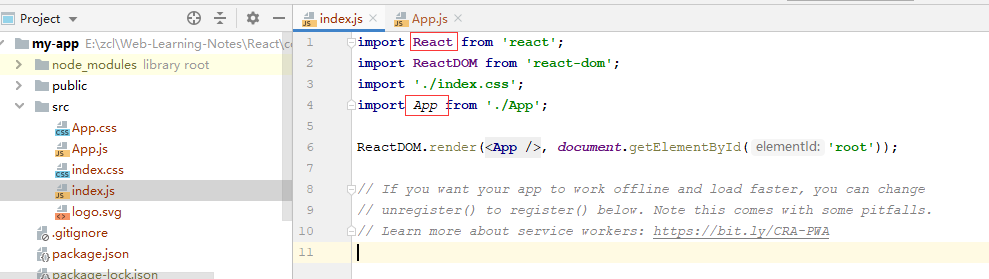 Project
index.js
App.js
my-app E:\zcl\Web-Learning-Notes\React\co
node_modules library root
public
src
App.css
App.js
index.css
index.js
logo.svg
.gitignore
package.json
package-lock.json
1 import React from 'react';
2 import ReactDOM from 'react-dom';
3 import './index.css';
4 import App from './App';
5
6 ReactDOM.render(<App />, document.getElementById( elementId: 'root'));
7
8 // If you want your app to work offline and load faster, you can change
9 // unregister() to register() below. Note this comes with some pitfalls.
10 // Learn more about service workers: https://bit.ly/CRA-PWA
11